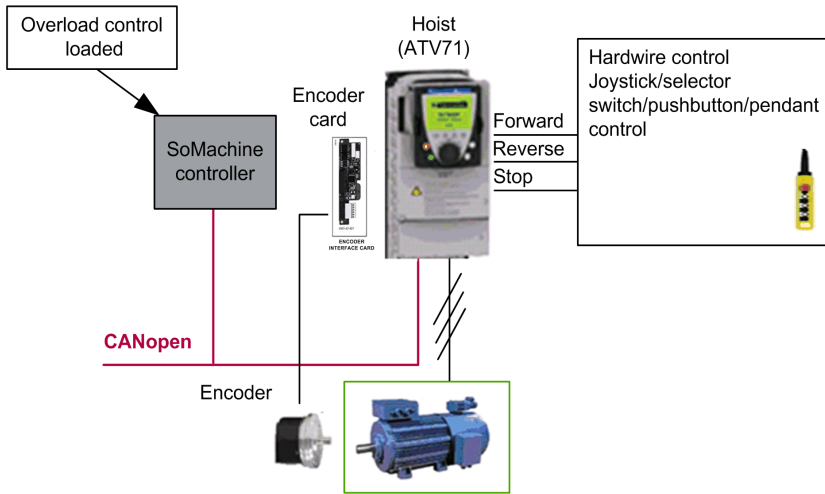 Overload control
loaded
Hoist
(ATV71)
Hardwire control
Joystick/selector
switch/pushbutton/pendant
control
Encoder
card
SoMachine
controller
Forward
Reverse
Stop
ENCODER
INTERFACE CARD
CANopen
Encoder